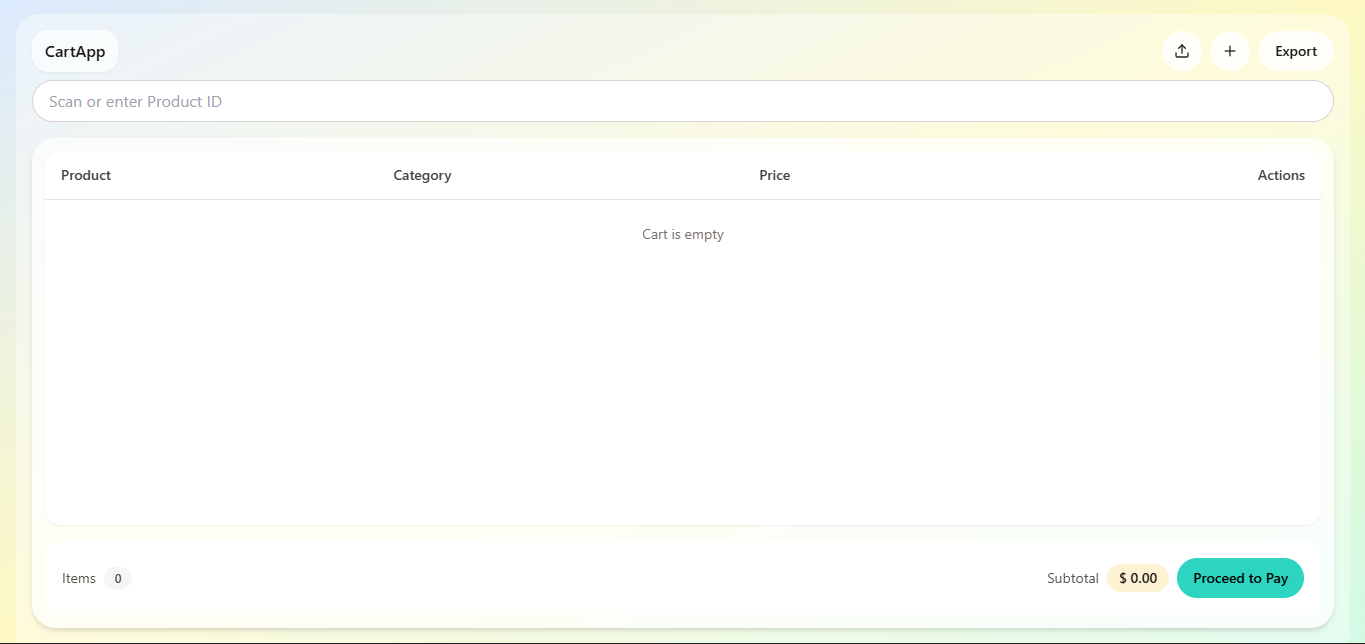 CartApp
Export
Scan or enter Product ID
Product Category Price Actions
Cart is empty
Items 0 Subtotal $ 0.00 Proceed to Pay